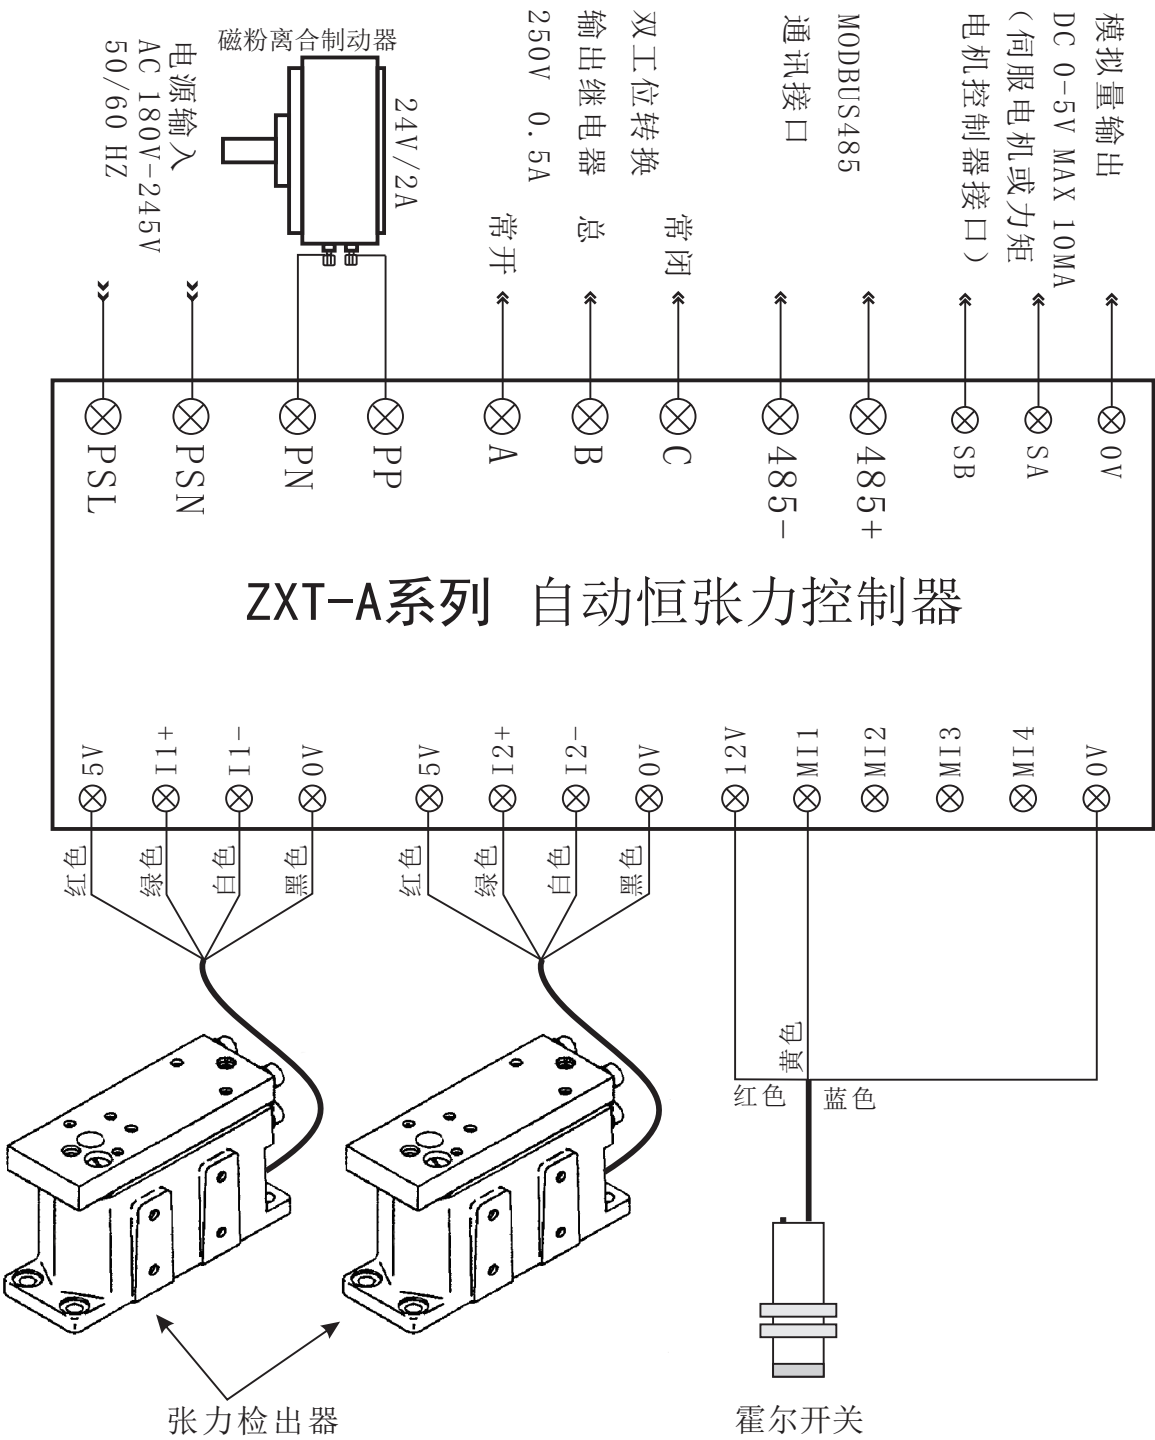 磁粉离合制动器
24V/2A
电源输入
AC 180V-245V
50/60 HZ
双工位转换
输出继电器 总
250V 0.5A
常开
常闭
MODBUS485
通讯接口
模拟量输出
DC 0-5V MAX 10MA
(伺服电机或力矩
电机控制器接口)
PSL
PSN
PN
PP
A
B
C
485-
485+
SB
SA
0V
ZXT-A系列 自动恒张力控制器
5V
I1+
I1-
0V
5V
I2+
I2-
0V
12V
MI1
MI2
MI3
MI4
0V
红色
绿色
白色
黑色
红色
绿色
白色
黑色
黄色
红色
蓝色
张力检出器
霍尔开关